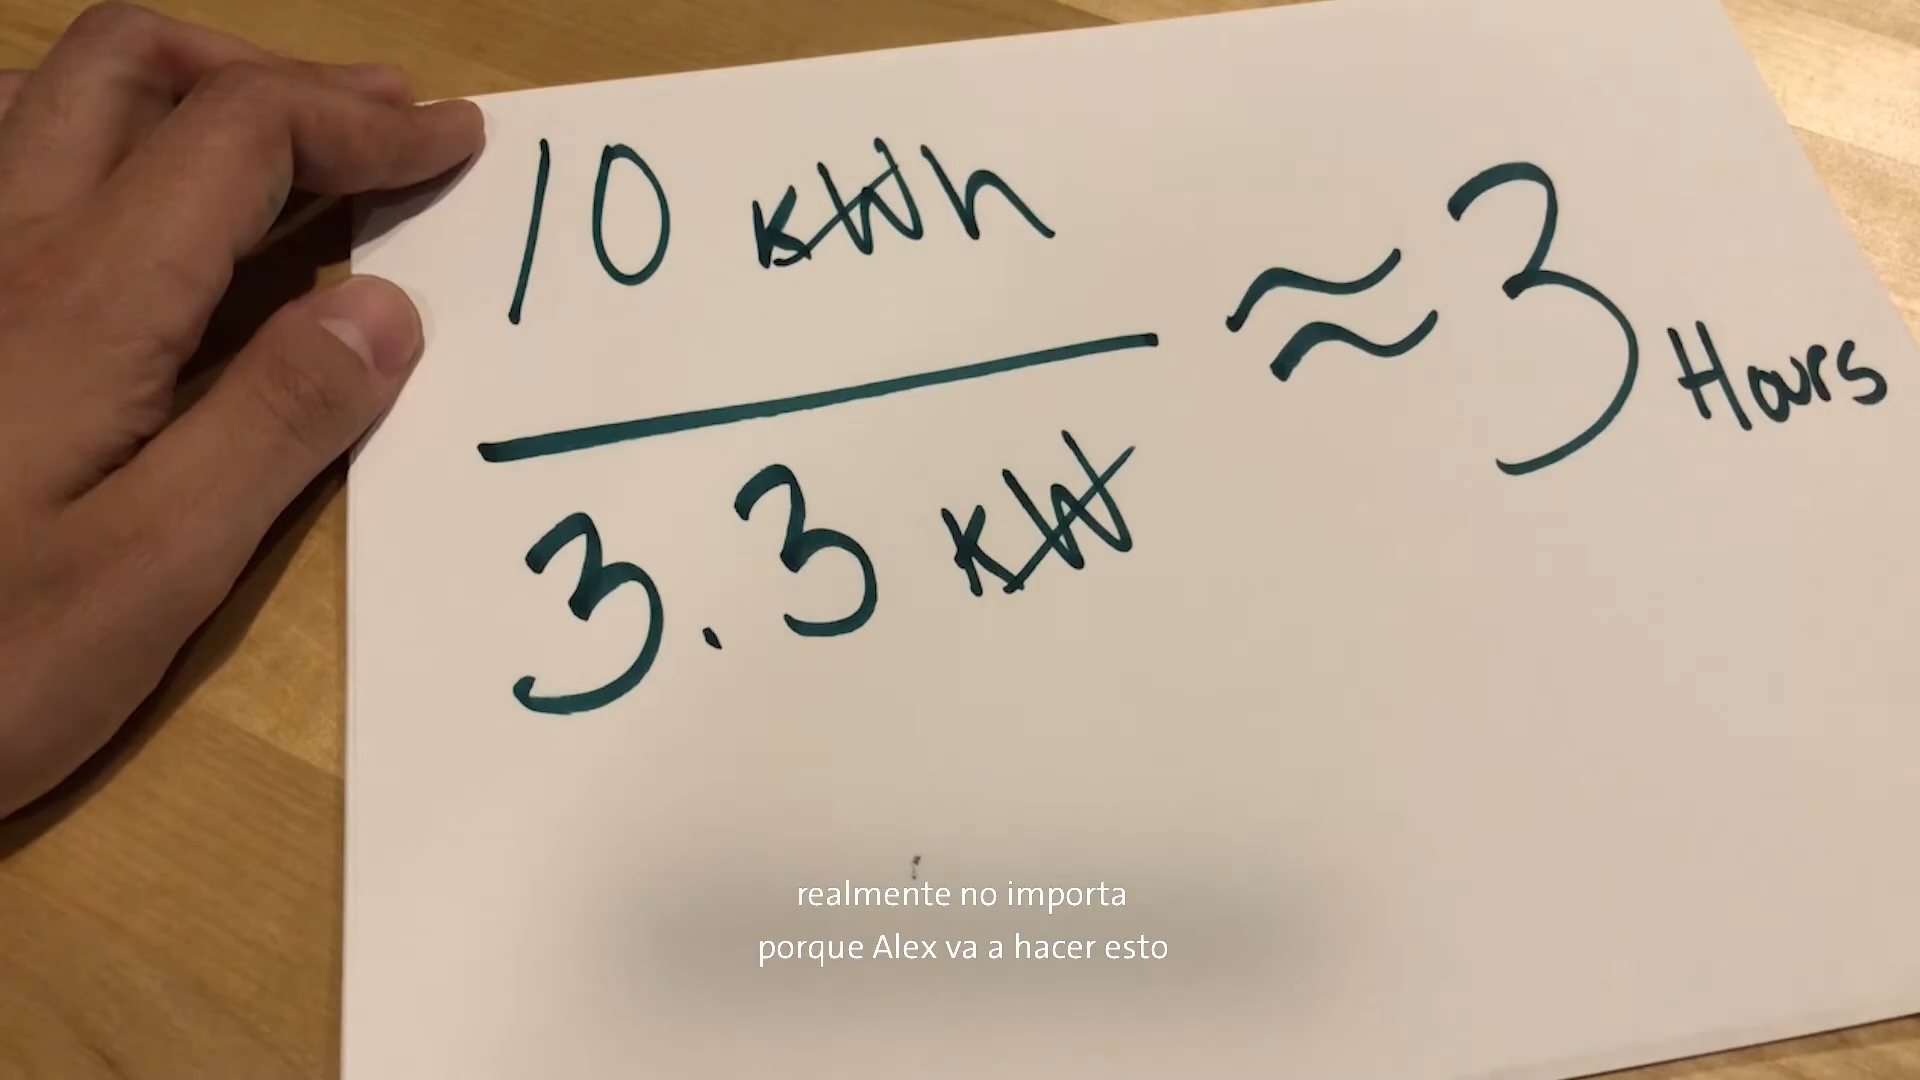 10 kWh
≈ 3 Hours
3.3 kW
realmente no importa
porque Alex va a hacer esto